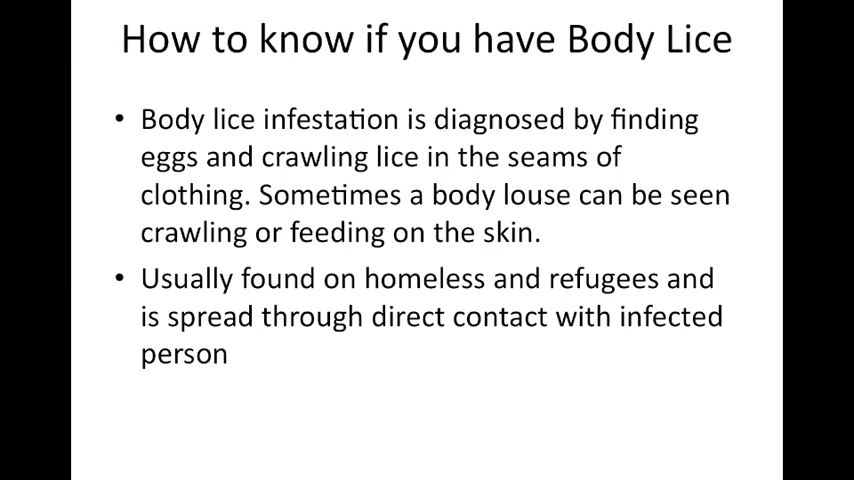 How to know if you have Body Lice
• Body lice infestation is diagnosed by finding
eggs and crawling lice in the seams of
clothing. Sometimes a body louse can be seen
crawling or feeding on the skin.
• Usually found on homeless and refugees and
is spread through direct contact with infected
person